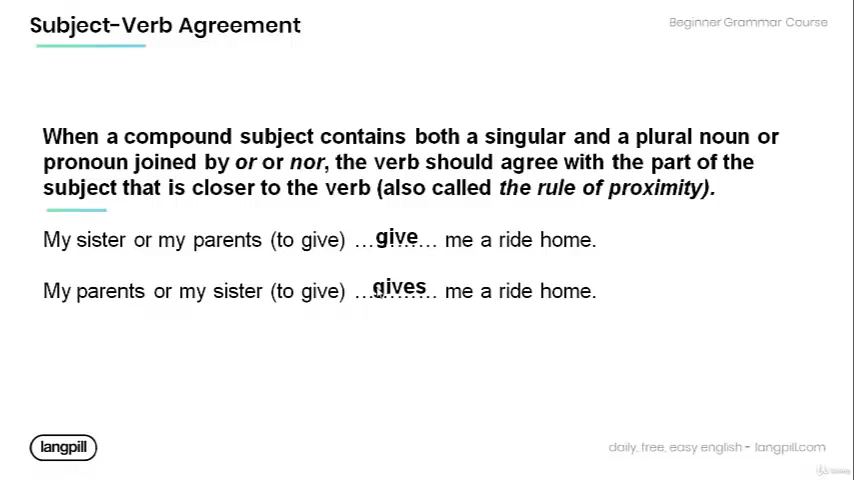 Subject-Verb Agreement
Beginner Grammar Course
When a compound subject contains both a singular and a plural noun or
pronoun joined by or or nor, the verb should agree with the part of the
subject that is closer to the verb (also called the rule of proximity).
My sister or my parents (to give) …give… me a ride home.
My parents or my sister (to give) …gives… me a ride home.
langpill
daily, free, easy english - langpill.com